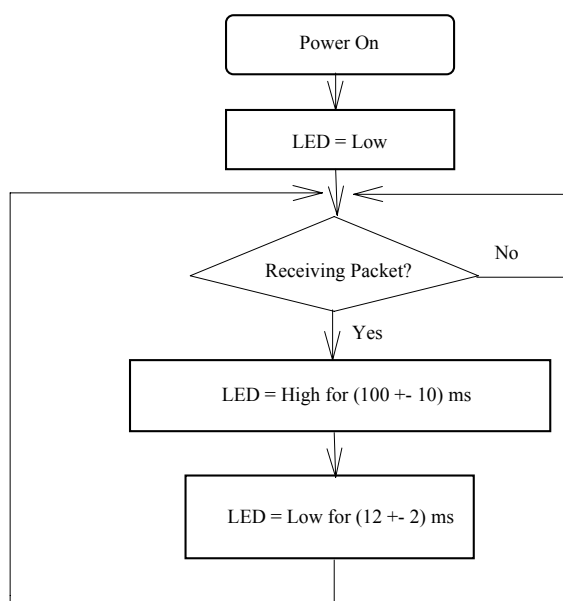 Power On
LED = Low
Receiving Packet?
No
Yes
LED = High for (100 +- 10) ms
LED = Low for (12 +- 2) ms